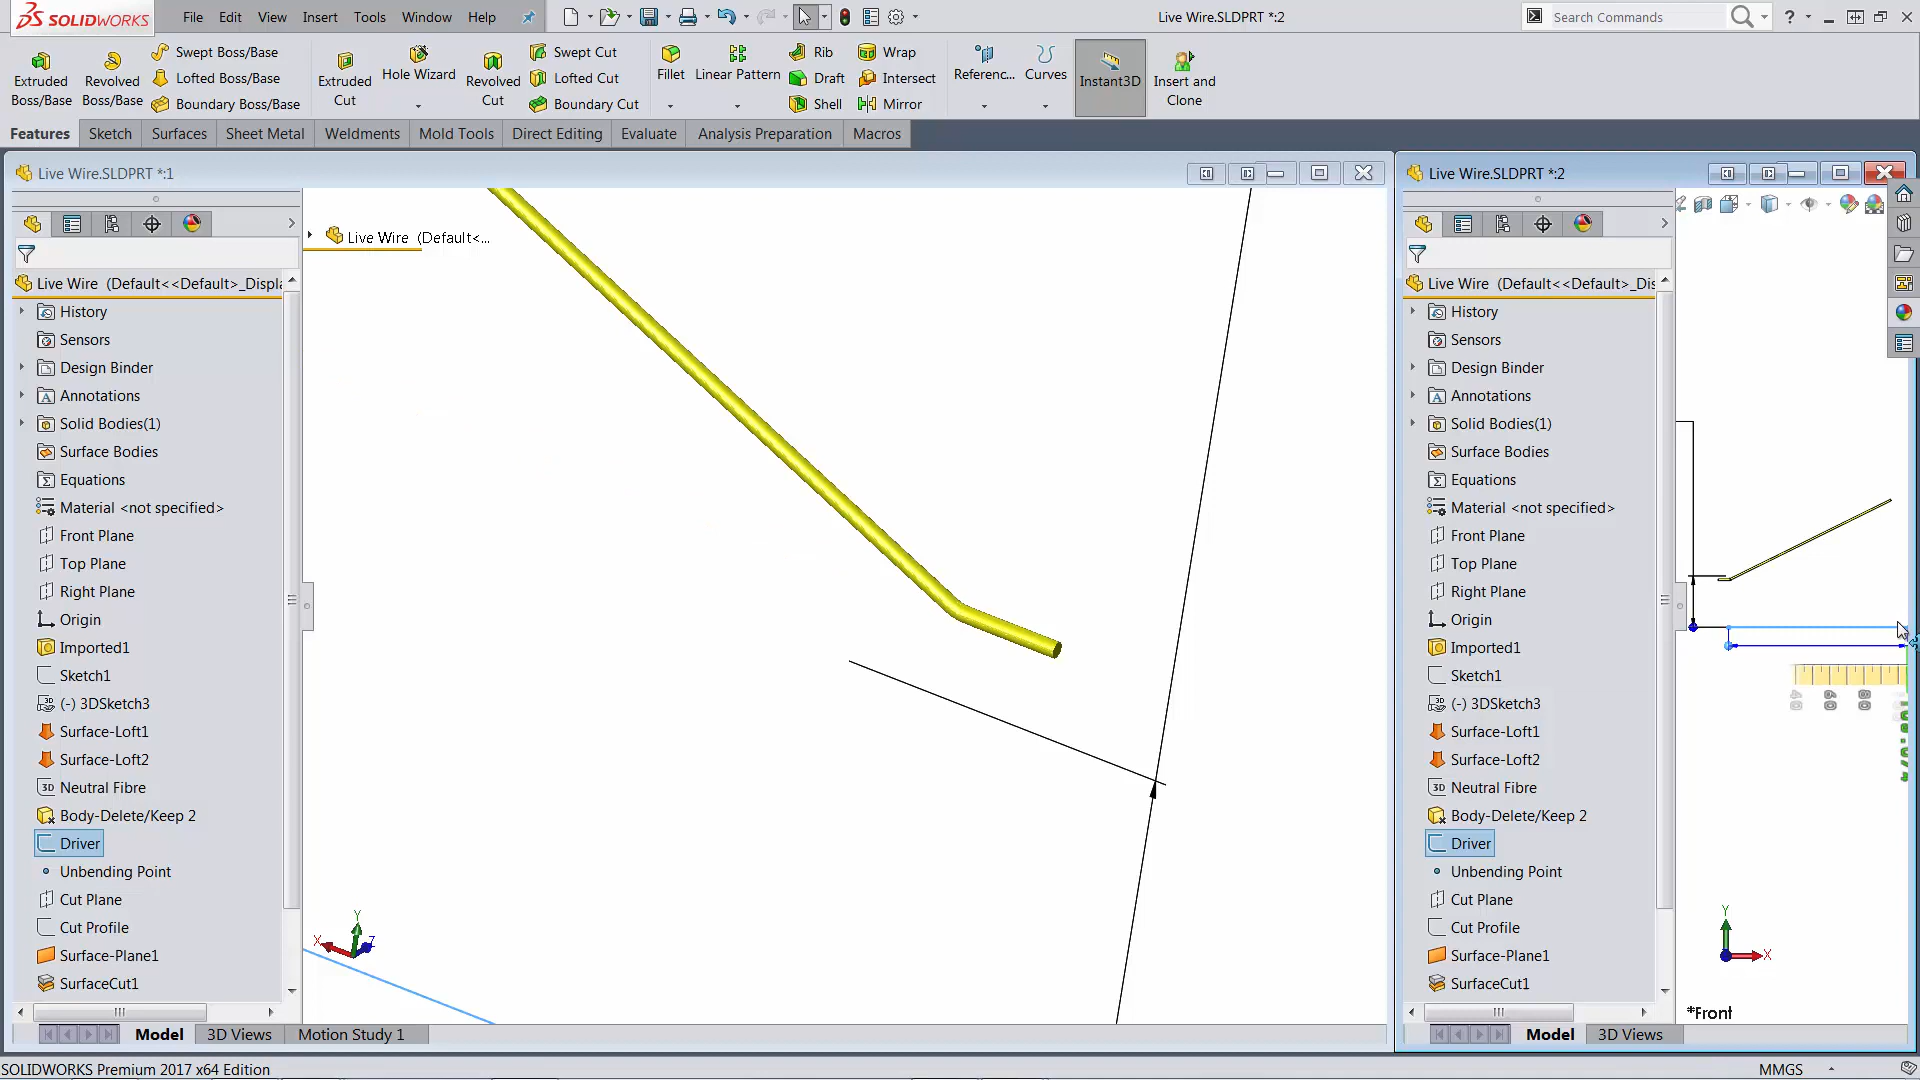 SOLIDWORKS
File Edit View Insert Tools Window Help
Live Wire.SLDPRT *:2
Search Commands
Extruded Boss/Base
Revolved Boss/Base
Swept Boss/Base
Lofted Boss/Base
Boundary Boss/Base
Extruded Cut
Hole Wizard
Revolved Cut
Swept Cut
Lofted Cut
Boundary Cut
Fillet
Linear Pattern
Rib
Draft
Shell
Wrap
Intersect
Mirror
Referenc...
Curves
Instant3D
Insert and Clone
Features Sketch Surfaces Sheet Metal Weldments Mold Tools Direct Editing Evaluate Analysis Preparation Macros
Live Wire.SLDPRT *:1
Live Wire (Default<<Default>_Displa
History
Sensors
Design Binder
Annotations
Solid Bodies(1)
Surface Bodies
Equations
Material <not specified>
Front Plane
Top Plane
Right Plane
Origin
Imported1
Sketch1
(-) 3DSketch3
Surface-Loft1
Surface-Loft2
3D Neutral Fibre
Body-Delete/Keep 2
Driver
Unbending Point
Cut Plane
Cut Profile
Surface-Plane1
SurfaceCut1
Model 3D Views Motion Study 1
Live Wire (Default<...
Y
X
Z
Live Wire.SLDPRT *:2
Live Wire (Default<<Default>_Dis
History
Sensors
Design Binder
Annotations
Solid Bodies(1)
Surface Bodies
Equations
Material <not specified>
Front Plane
Top Plane
Right Plane
Origin
Imported1
Sketch1
(-) 3DSketch3
Surface-Loft1
Surface-Loft2
3D Neutral Fibre
Body-Delete/Keep 2
Driver
Unbending Point
Cut Plane
Cut Profile
Surface-Plane1
SurfaceCut1
Y
X
*Front
Model 3D Views
SOLIDWORKS Premium 2017 x64 Edition
MMGS